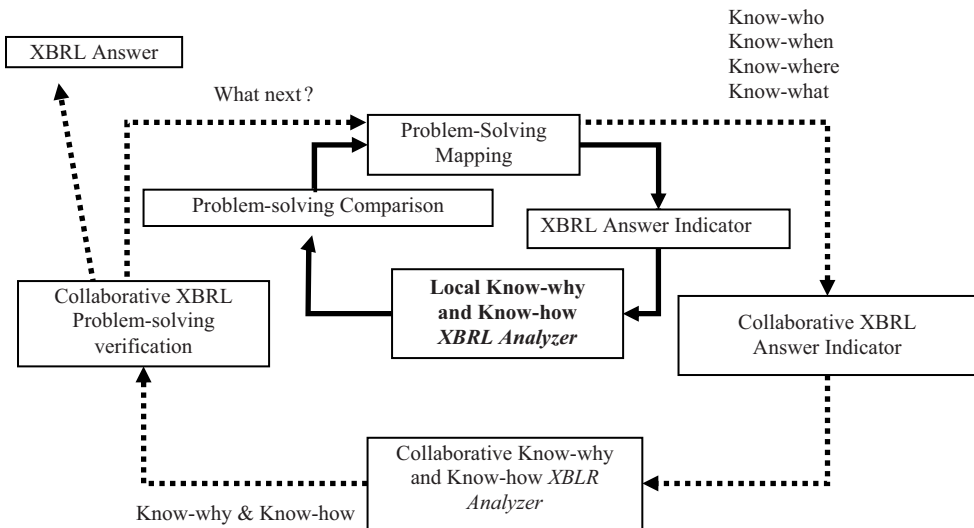 Know-who
Know-when
Know-where
Know-what
XBRL Answer
What next?
Problem-Solving
Mapping
Problem-solving Comparison
XBRL Answer Indicator
Local Know-why
and Know-how
XBRL Analyzer
Collaborative XBRL
Problem-solving
verification
Collaborative XBRL
Answer Indicator
Collaborative Know-why
and Know-how XBLR
Analyzer
Know-why & Know-how